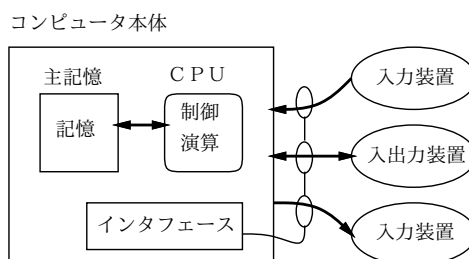 コンピュータ本体
主記憶
ＣＰＵ
記憶
制御
演算
インタフェース
入力装置
入出力装置
入力装置